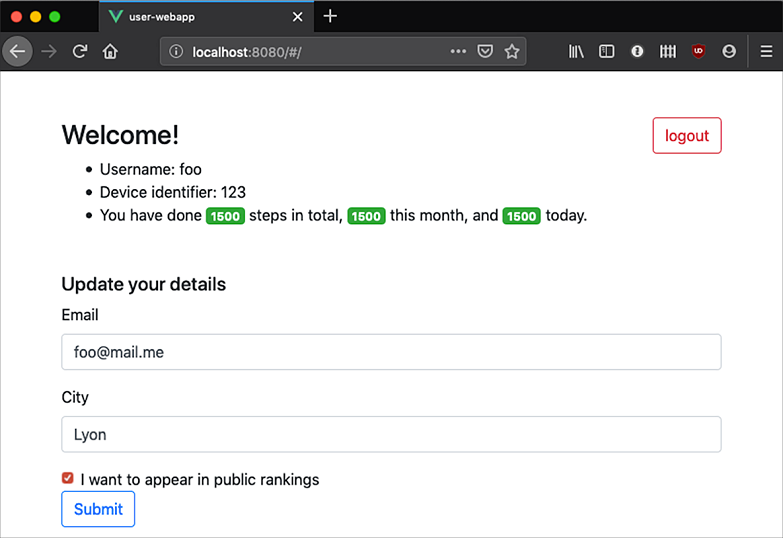 user-webapp
localhost:8080/#/
Welcome!
logout
Username: foo
Device identifier: 123
You have done 1500 steps in total, 1500 this month, and 1500 today.
Update your details
Email
foo@mail.me
City
Lyon
I want to appear in public rankings
Submit